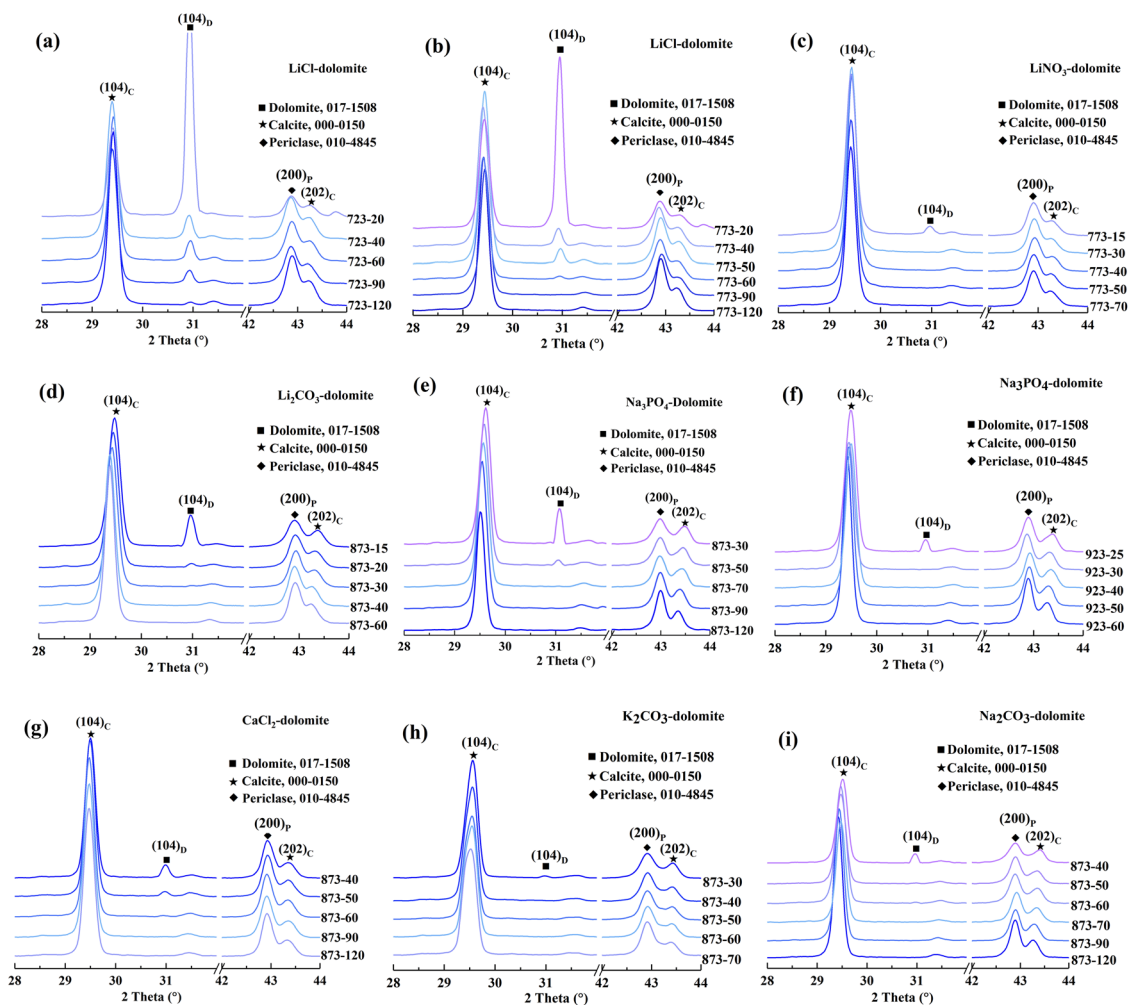 (a)
(104)D
LiCl-dolomite
(104)C
■ Dolomite, 017-1508
★ Calcite, 000-0150
◆ Periclase, 010-4845
(200)P
(202)C
723-20
723-40
723-60
723-90
723-120
28 29 30 31 42 43 44
2 Theta (°)
(b)
(104)D
LiCl-dolomite
(104)C
■ Dolomite, 017-1508
★ Calcite, 000-0150
◆ Periclase, 010-4845
(200)P
(202)C
773-20
773-40
773-50
773-60
773-90
773-120
28 29 30 31 42 43 44
2 Theta (°)
(c)
(104)C
LiNO3-dolomite
■ Dolomite, 017-1508
★ Calcite, 000-0150
◆ Periclase, 010-4845
(104)D
(200)P
(202)C
773-15
773-30
773-40
773-50
773-70
28 29 30 31 42 43 44
2 Theta (°)
(d)
(104)C
Li2CO3-dolomite
■ Dolomite, 017-1508
★ Calcite, 000-0150
◆ Periclase, 010-4845
(104)D
(200)P
(202)C
873-15
873-20
873-30
873-40
873-60
28 29 30 31 42 43 44
2 Theta (°)
(e)
(104)C
Na3PO4-Dolomite
■ Dolomite, 017-1508
★ Calcite, 000-0150
◆ Periclase, 010-4845
(104)D
(200)P
(202)C
873-30
873-50
873-70
873-90
873-120
28 29 30 31 42 43 44
2 Theta (°)
(f)
(104)C
Na3PO4-dolomite
■ Dolomite, 017-1508
★ Calcite, 000-0150
◆ Periclase, 010-4845
(104)D
(200)P
(202)C
923-25
923-30
923-40
923-50
923-60
28 29 30 31 42 43 44
2 Theta (°)
(g)
(104)C
CaCl2-dolomite
■ Dolomite, 017-1508
★ Calcite, 000-0150
◆ Periclase, 010-4845
(104)D
(200)P
(202)C
873-40
873-50
873-60
873-90
873-120
28 29 30 31 42 43 44
2 Theta (°)
(h)
(104)C
K2CO3-dolomite
■ Dolomite, 017-1508
★ Calcite, 000-0150
◆ Periclase, 010-4845
(104)D
(200)P
(202)C
873-30
873-40
873-50
873-60
873-70
28 29 30 31 42 43 44
2 Theta (°)
(i)
(104)C
Na2CO3-dolomite
■ Dolomite, 017-1508
★ Calcite, 000-0150
◆ Periclase, 010-4845
(104)D
(200)P
(202)C
873-40
873-50
873-60
873-70
873-90
873-120
28 29 30 31 42 43 44
2 Theta (°)